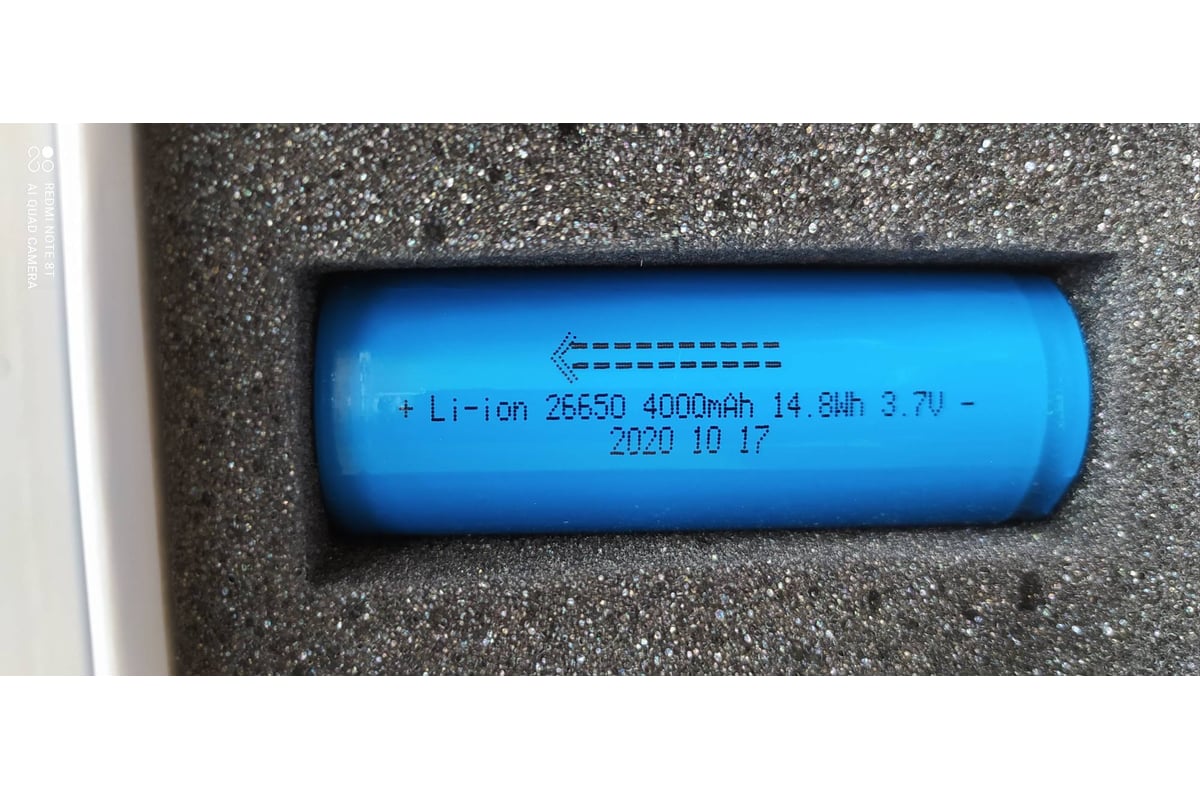 REDMI NOTE 8T
AI QUAD CAMERA
+ Li-ion 26650 4000mAh 14.8Wh 3.7V -
2020 10 17